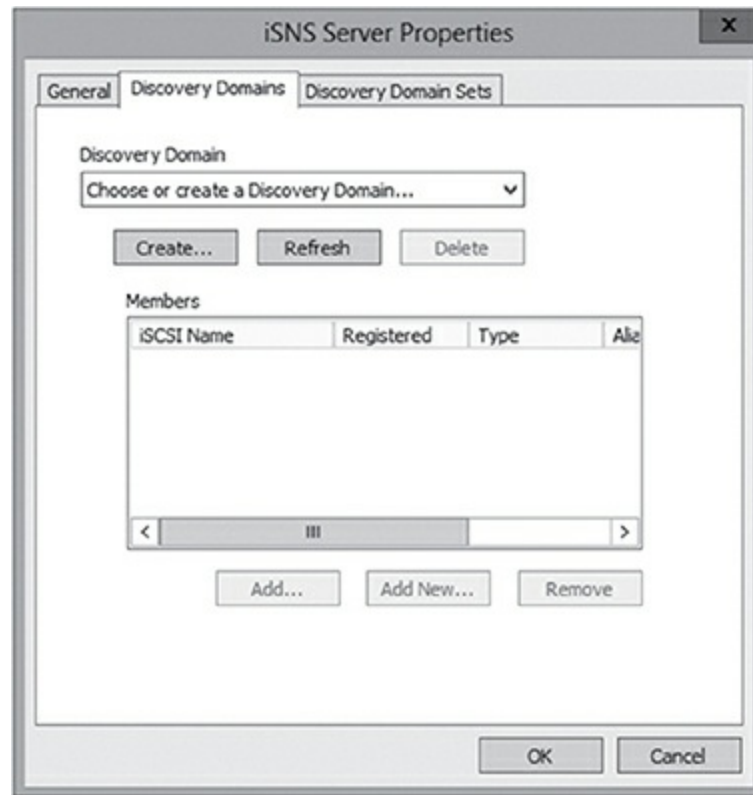 iSNS Server Properties
x
General Discovery Domains Discovery Domain Sets
Discovery Domain
Choose or create a Discovery Domain...
Create... Refresh Delete
Members
iSCSI Name Registered Type Alia
Add... Add New... Remove
OK Cancel